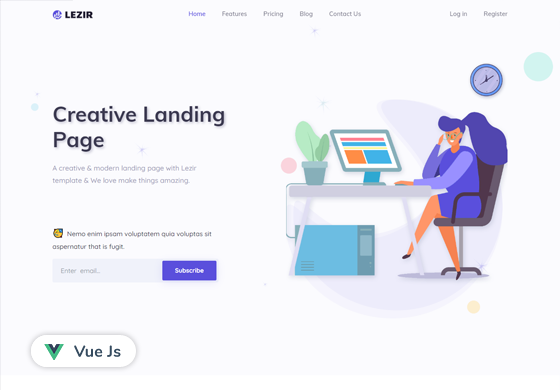 LEZIR
Home Features Pricing Blog Contact Us Log in Register
Creative Landing
Page
A creative & modern landing page with Lezir
template & We love make things amazing.
Nemo enim ipsam voluptatem quia voluptas sit
aspernatur that is fugit.
Enter email... Subscribe
Vue Js